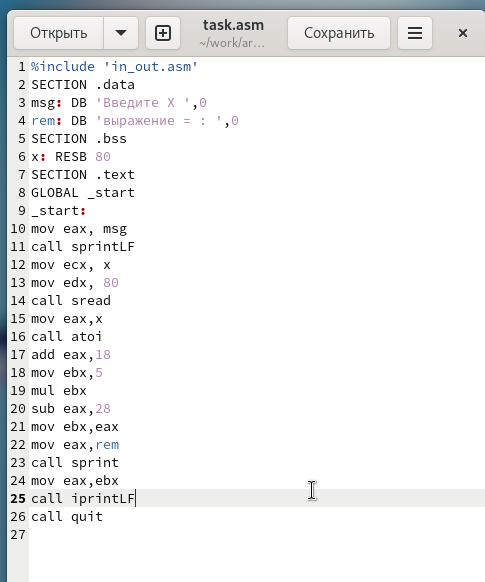 Открыть
task.asm
~/work/ar...
Сохранить
1 %include 'in_out.asm'
2 SECTION .data
3 msg: DB 'Введите X ',0
4 rem: DB 'выражение = : ',0
5 SECTION .bss
6 x: RESB 80
7 SECTION .text
8 GLOBAL _start
9 _start:
10 mov eax, msg
11 call sprintLF
12 mov ecx, x
13 mov edx, 80
14 call sread
15 mov eax,x
16 call atoi
17 add eax,18
18 mov ebx,5
19 mul ebx
20 sub eax,28
21 mov ebx,eax
22 mov eax,rem
23 call sprint
24 mov eax,ebx
25 call iprintLF
26 call quit
27